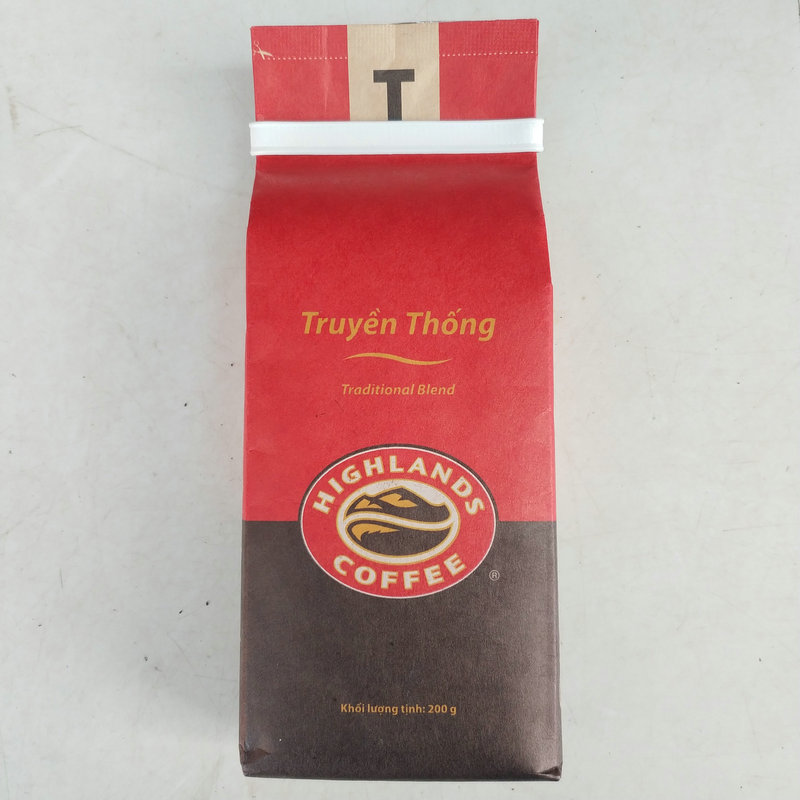 T
Truyền Thống
Traditional Blend
HIGHLANDS
COFFEE
®
Khối lượng tịnh: 200 g